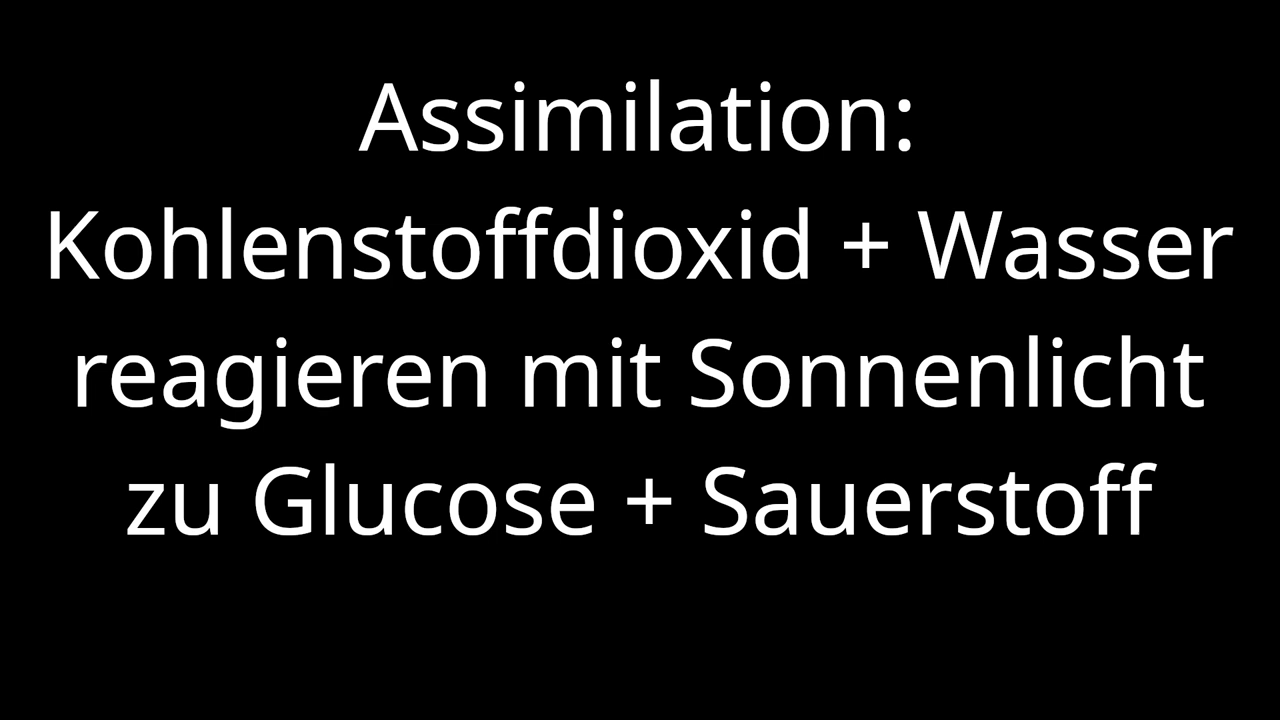 Assimilation:
Kohlenstoffdioxid + Wasser
reagieren mit Sonnenlicht
zu Glucose + Sauerstoff